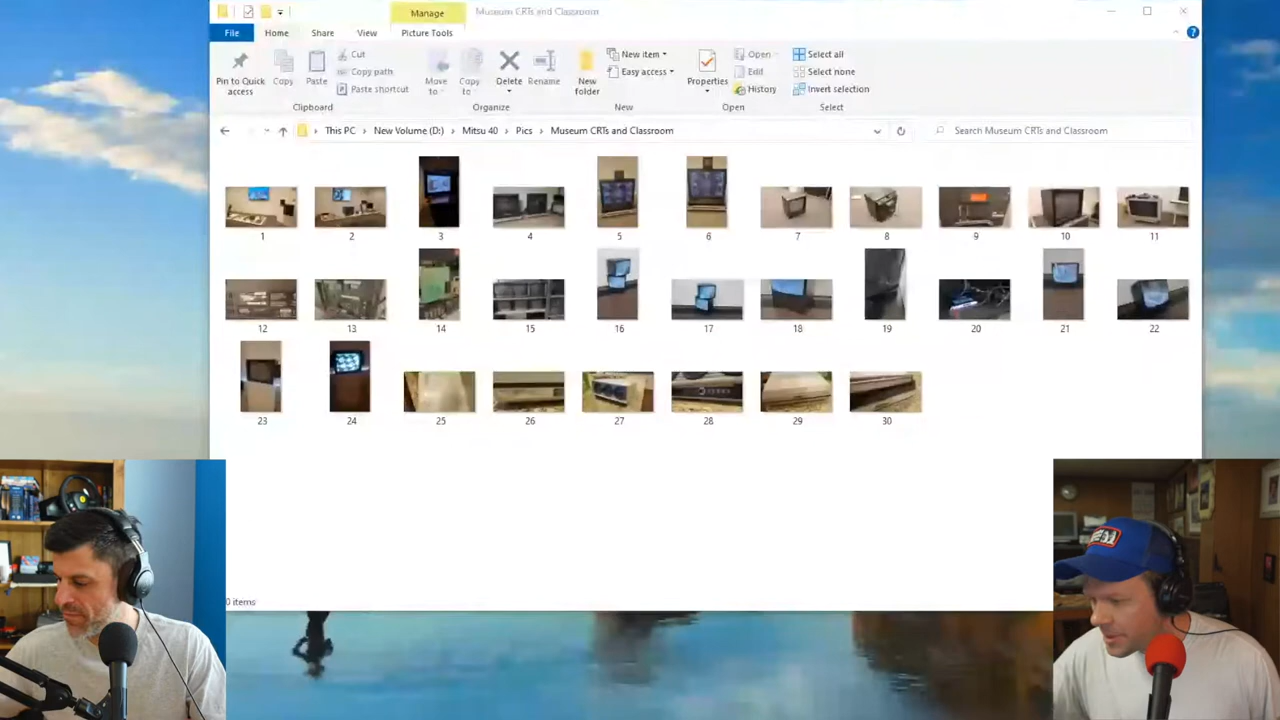 Manage
Museum CRTs and Classroom
File
Home
Share
View
Picture Tools
Pin to Quick
access
Copy
Paste
Cut
Copy path
Paste shortcut
Clipboard
Move
to
Copy
to
Delete
Rename
Organize
New
folder
New item
Easy access
New
Properties
Open
Edit
History
Open
Select all
Select none
Invert selection
Select
This PC > New Volume (D:) > Mitsu 40 > Pics > Museum CRTs and Classroom
Search Museum CRTs and Classroom
1 2 3 4 5 6 7 8 9 10 11
12 13 14 15 16 17 18 19 20 21 22
23 24 25 26 27 28 29 30
0 items